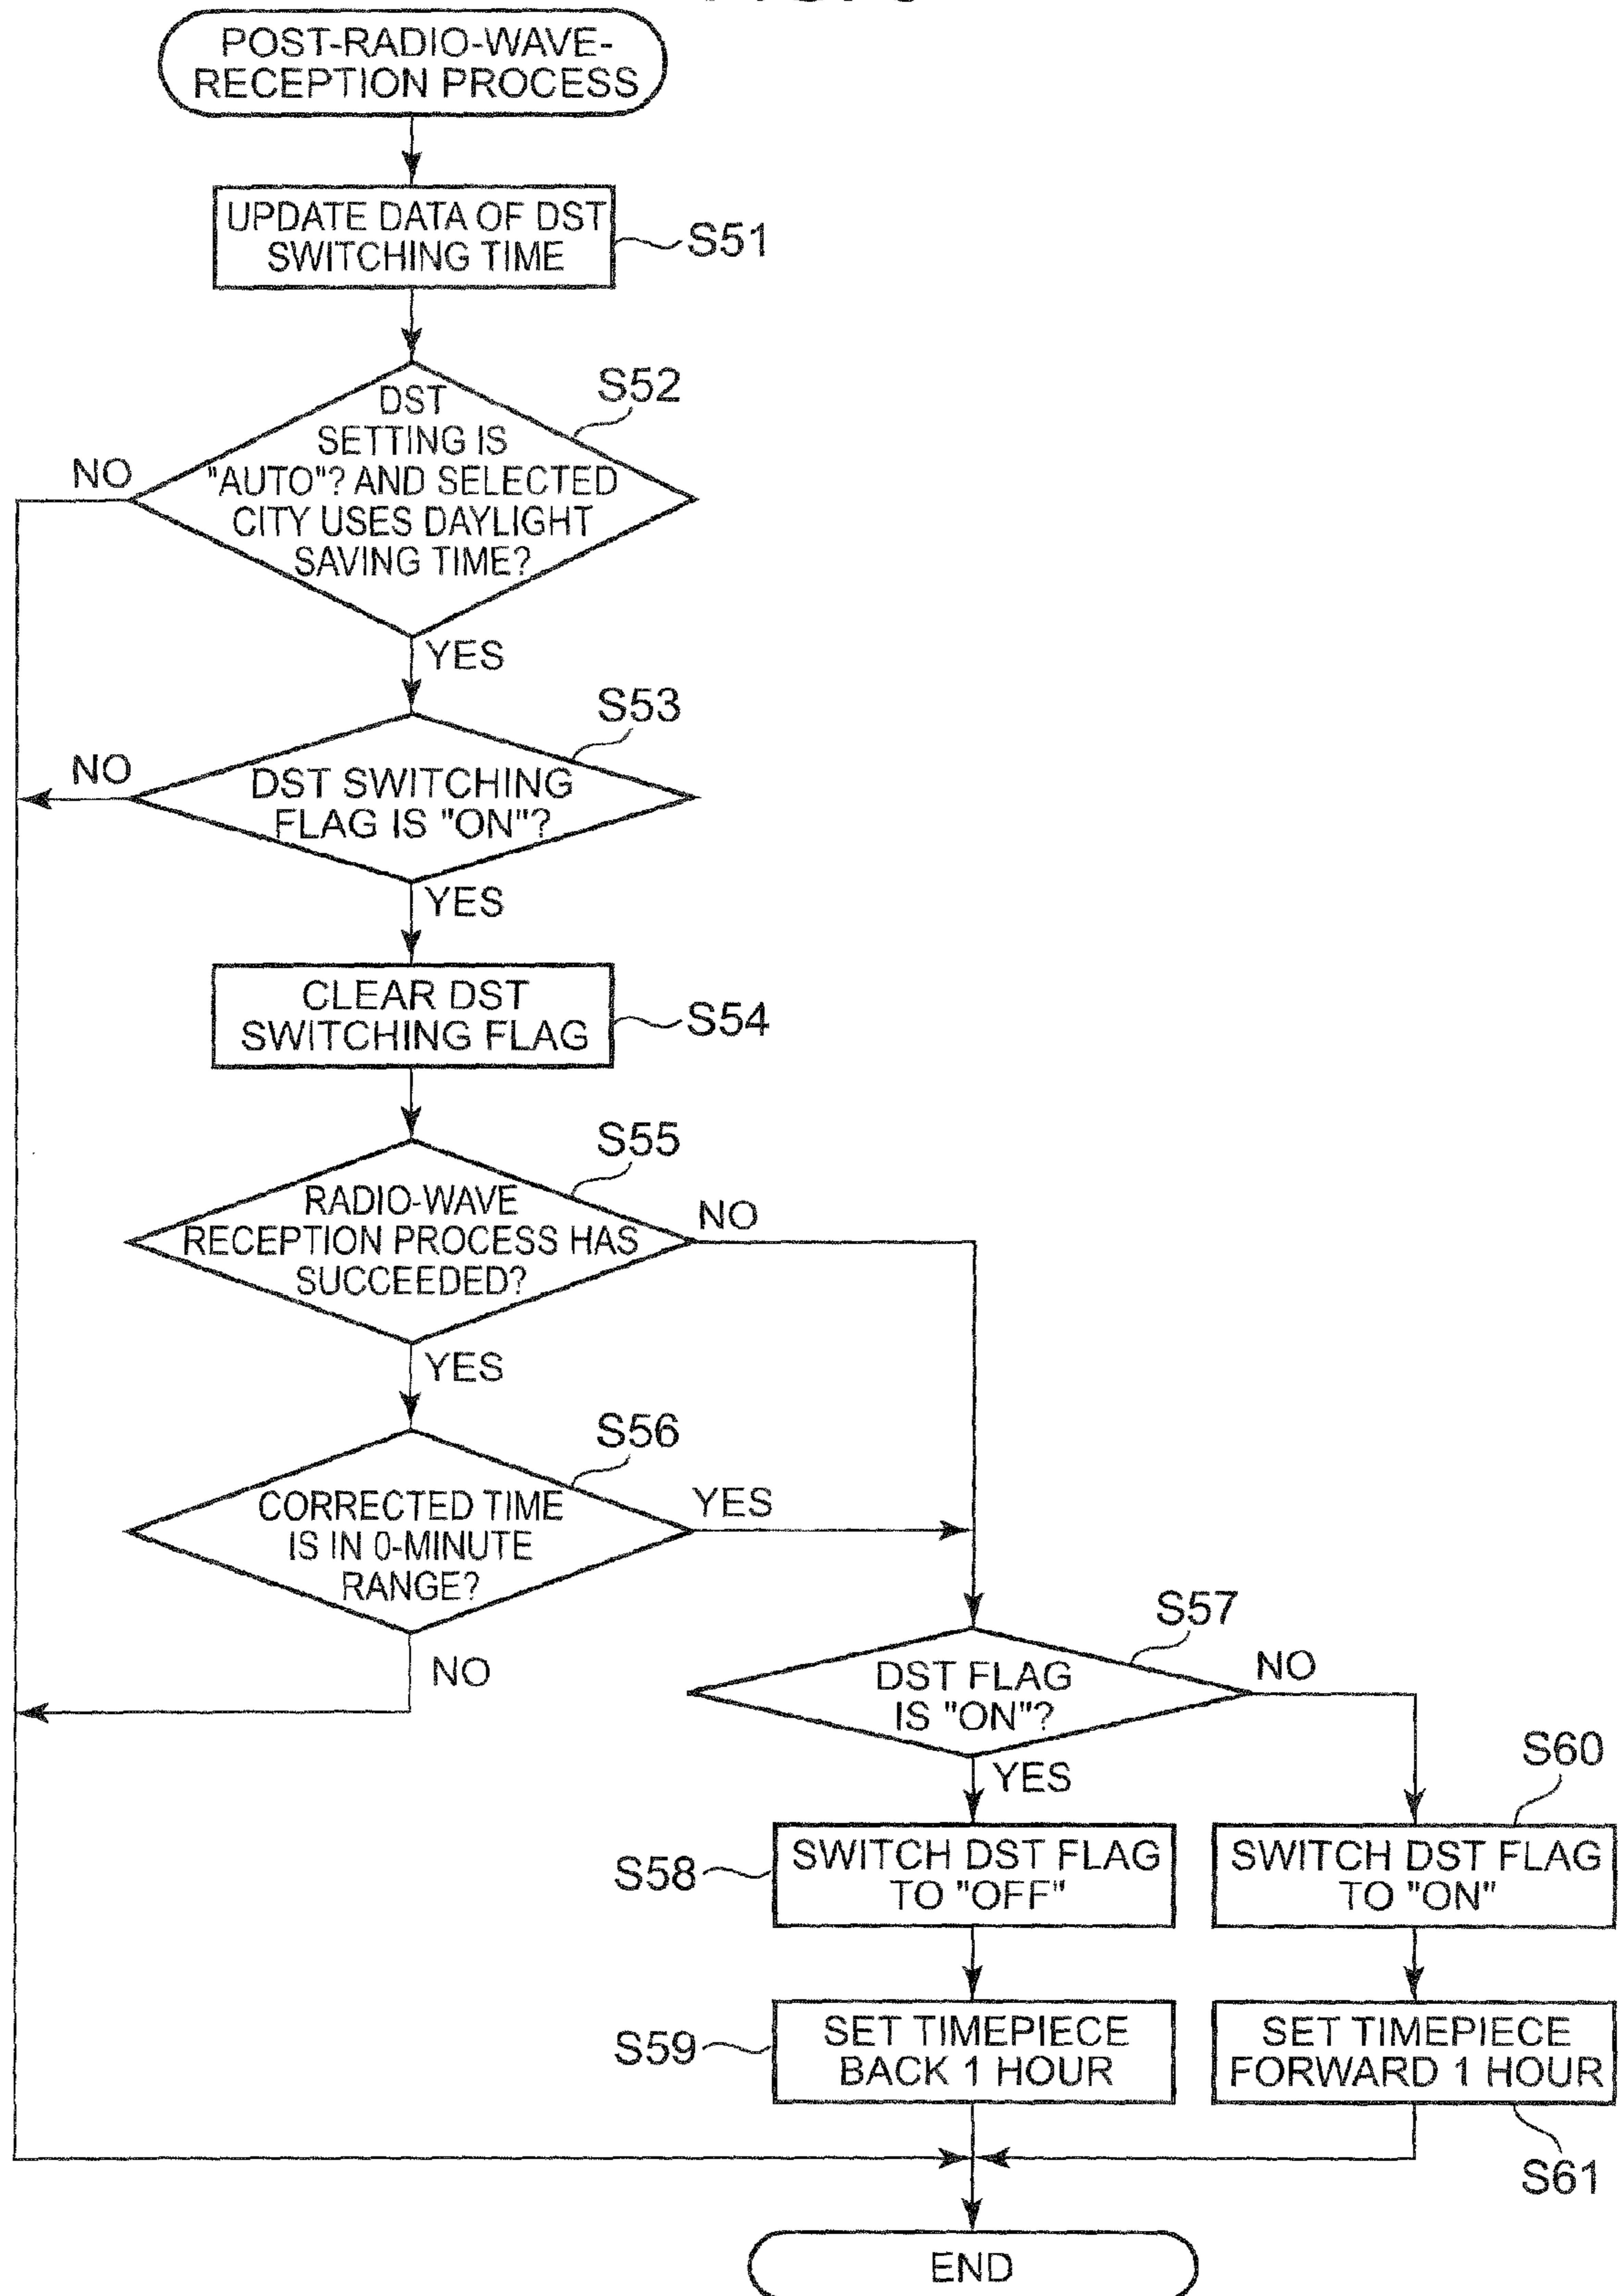 POST-RADIO-WAVE-
RECEPTION PROCESS
UPDATE DATA OF DST
SWITCHING TIME
S51
S52
DST
SETTING IS
"AUTO"? AND SELECTED
CITY USES DAYLIGHT
SAVING TIME?
NO
YES
S53
DST SWITCHING
FLAG IS "ON"?
NO
YES
CLEAR DST
SWITCHING FLAG
S54
S55
RADIO-WAVE
RECEPTION PROCESS HAS
SUCCEEDED?
NO
YES
S56
CORRECTED TIME
IS IN 0-MINUTE
RANGE?
YES
NO
S57
DST FLAG
IS "ON"?
NO
YES
S58
SWITCH DST FLAG
TO "OFF"
S60
SWITCH DST FLAG
TO "ON"
S59
SET TIMEPIECE
BACK 1 HOUR
SET TIMEPIECE
FORWARD 1 HOUR
S61
END